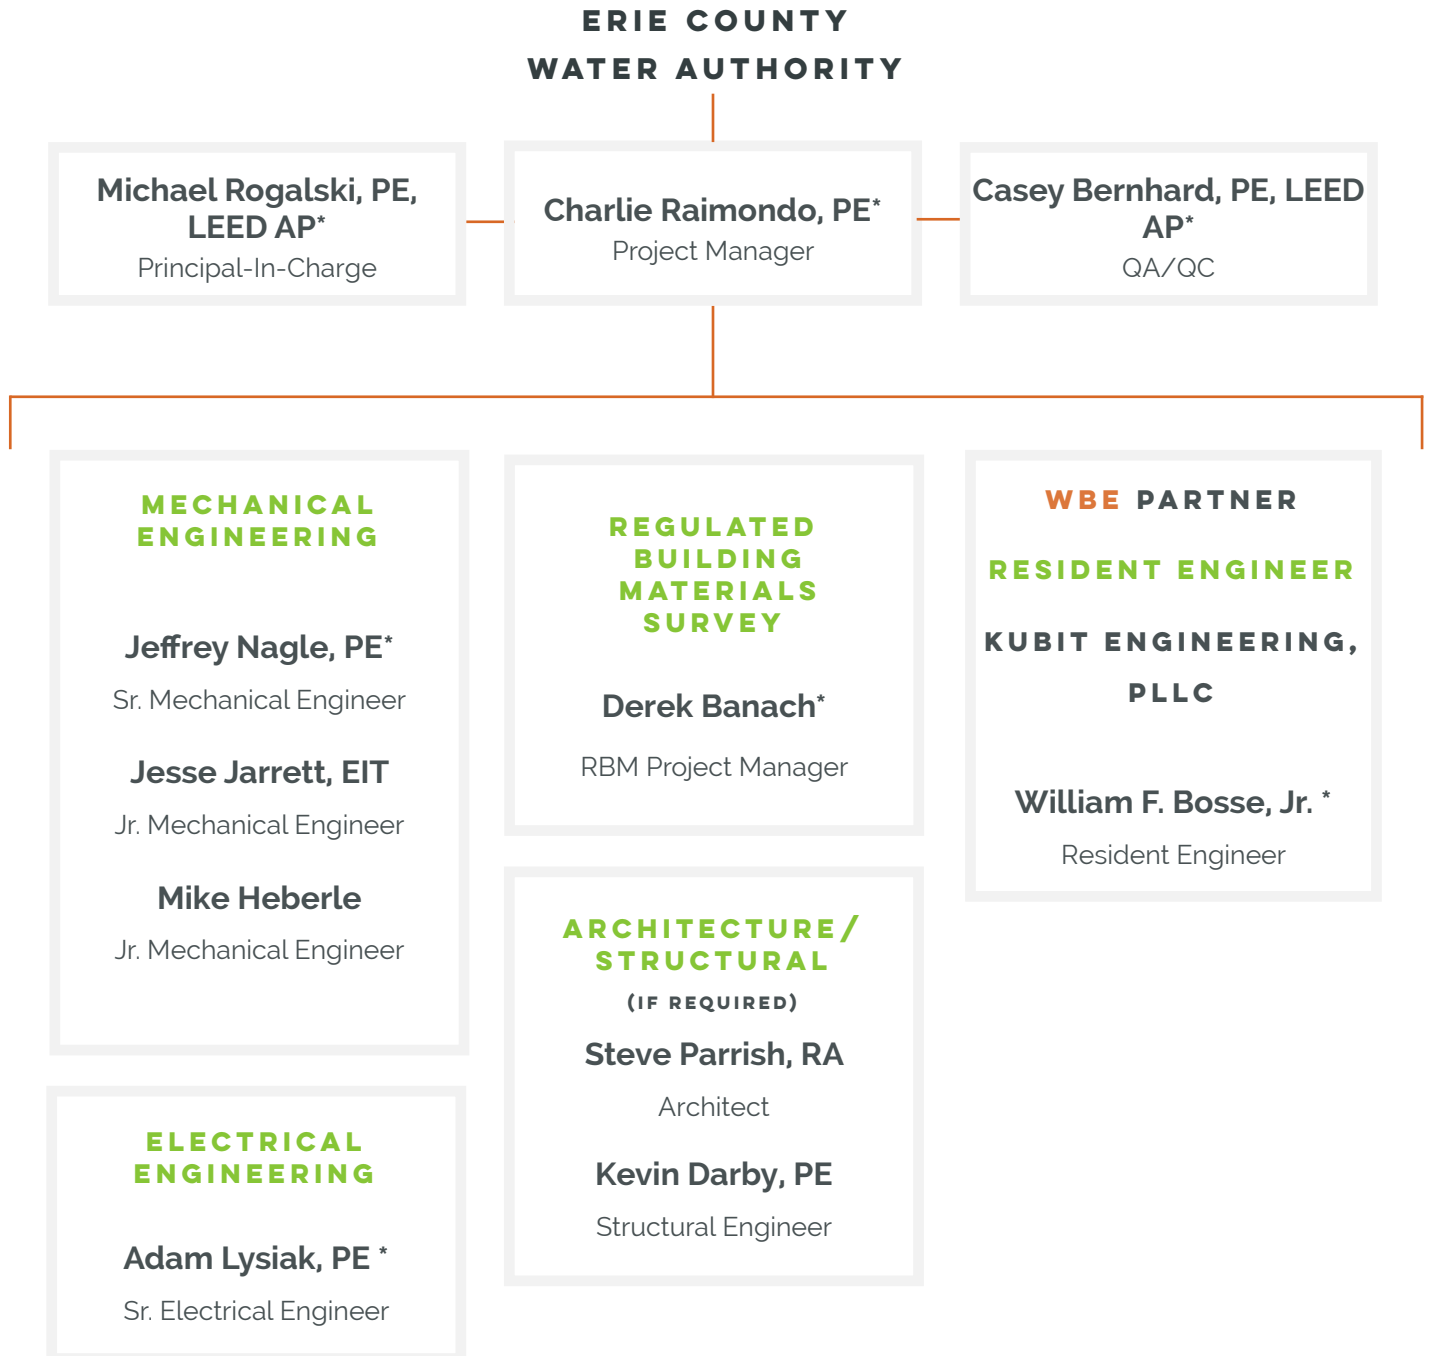 ERIE COUNTY
WATER AUTHORITY
Michael Rogalski, PE,
LEED AP*
Principal-In-Charge
Charlie Raimondo, PE*
Project Manager
Casey Bernhard, PE, LEED
AP*
QA/QC
MECHANICAL
ENGINEERING
Jeffrey Nagle, PE*
Sr. Mechanical Engineer
Jesse Jarrett, EIT
Jr. Mechanical Engineer
Mike Heberle
Jr. Mechanical Engineer
ELECTRICAL
ENGINEERING
Adam Lysiak, PE *
Sr. Electrical Engineer
REGULATED
BUILDING
MATERIALS
SURVEY
Derek Banach*
RBM Project Manager
ARCHITECTURE/
STRUCTURAL
(IF REQUIRED)
Steve Parrish, RA
Architect
Kevin Darby, PE
Structural Engineer
WBE PARTNER
RESIDENT ENGINEER
KUBIT ENGINEERING,
PLLC
William F. Bosse, Jr. *
Resident Engineer